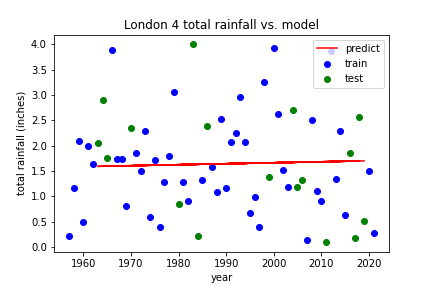 London 4 total rainfall vs. model
predict
train
test
total rainfall (inches)
4.0
3.5
3.0
2.5
2.0
1.5
1.0
0.5
0.0
1960 1970 1980 1990 2000 2010 2020
year